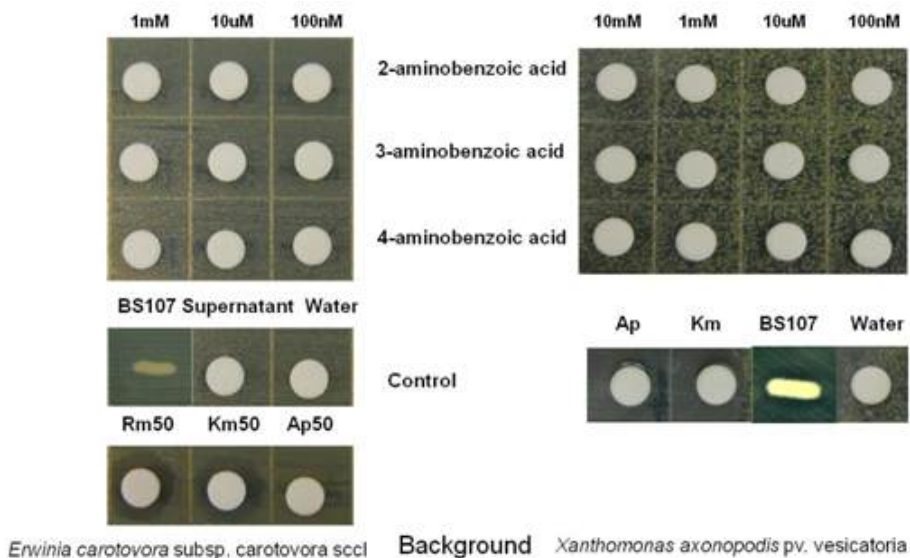 1mM 10uM 100nM
10mM 1mM 10uM 100nM
2-aminobenzoic acid
3-aminobenzoic acid
4-aminobenzoic acid
BS107 Supernatant Water
Ap Km BS107 Water
Control
Rm50 Km50 Ap50
Erwinia carotovora subsp. carotovora sccl
Background
Xanthomonas axonopodis pv. vesicatoria